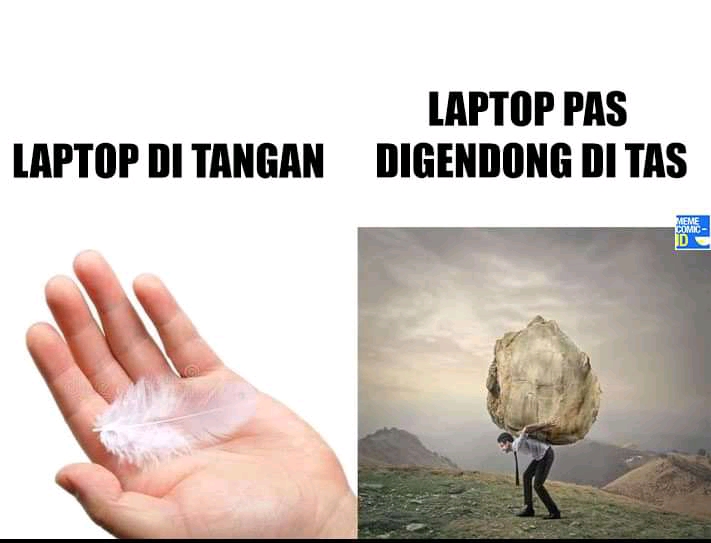 LAPTOP DI TANGAN
LAPTOP PAS
DIGENDONG DI TAS
MEME
COMIC-
ID